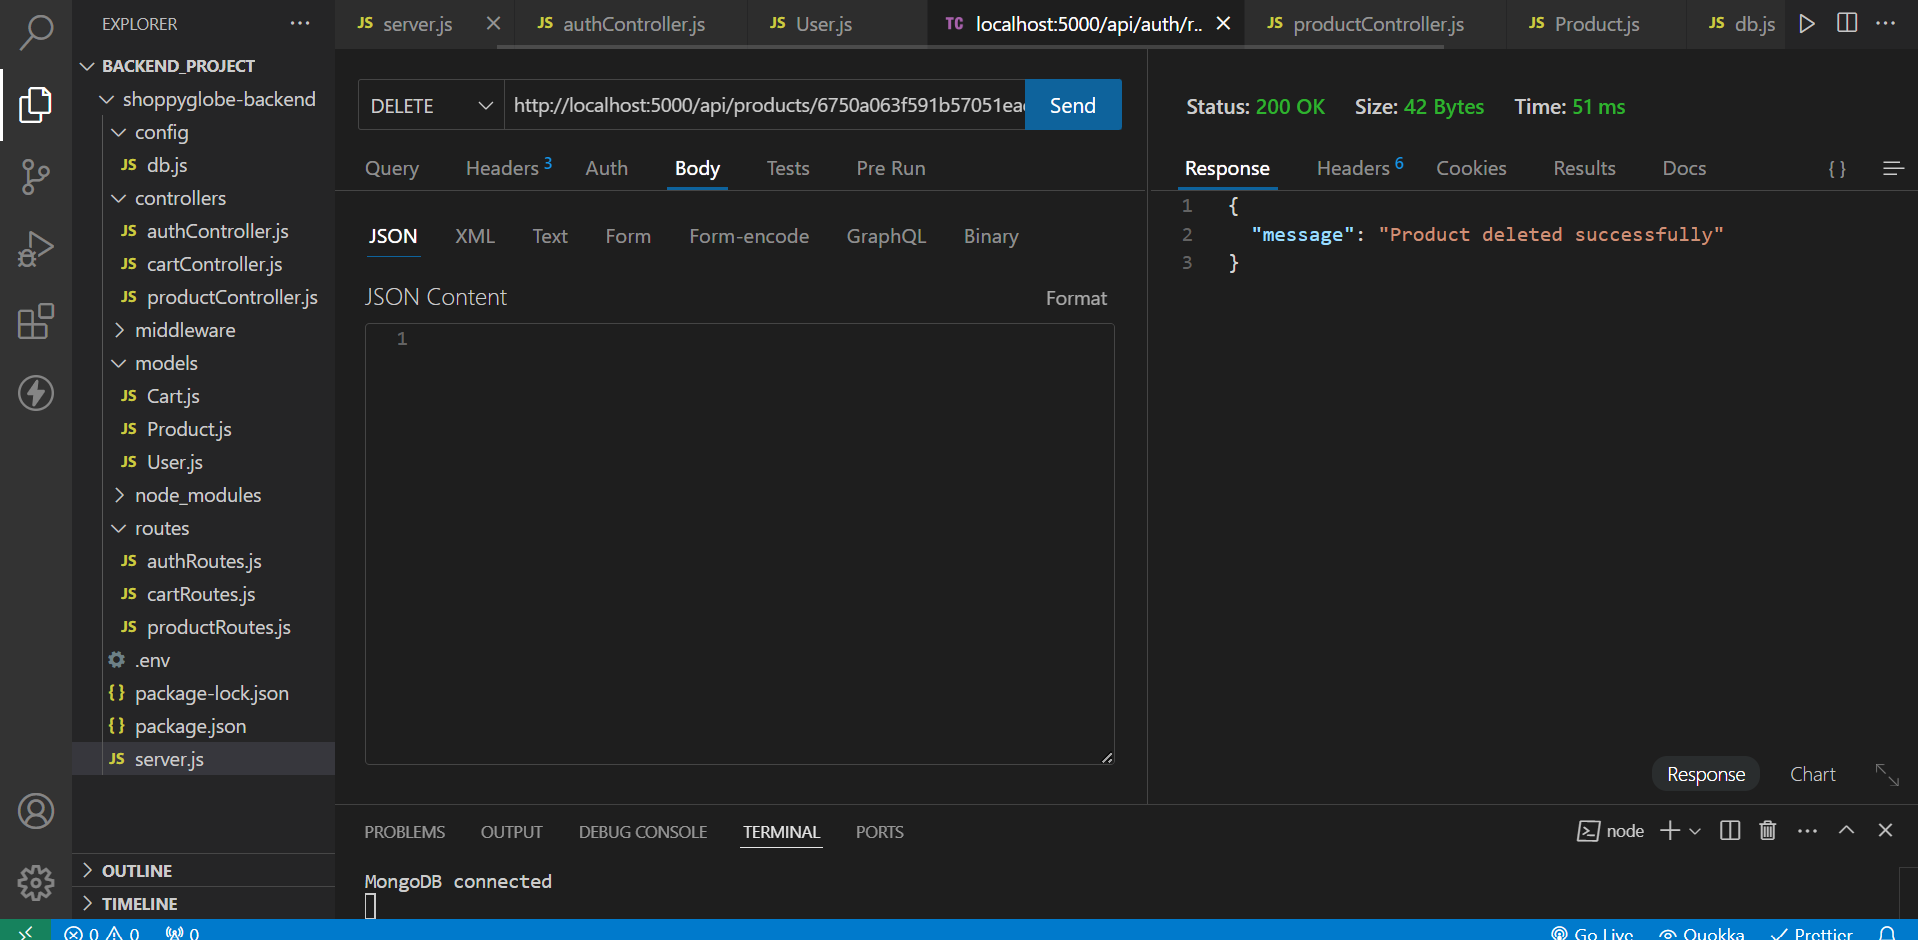 EXPLORER
BACKEND_PROJECT
shoppyglobe-backend
config
JS db.js
controllers
JS authController.js
JS cartController.js
JS productController.js
middleware
models
JS Cart.js
JS Product.js
JS User.js
node_modules
routes
JS authRoutes.js
JS cartRoutes.js
JS productRoutes.js
.env
{} package-lock.json
{} package.json
JS server.js
OUTLINE
TIMELINE
JS server.js JS authController.js JS User.js TC localhost:5000/api/auth/r.. JS productController.js JS Product.js JS db.js
DELETE http://localhost:5000/api/products/6750a063f591b57051ea Send
Query Headers 3 Auth Body Tests Pre Run
JSON XML Text Form Form-encode GraphQL Binary
JSON Content Format
1
Status: 200 OK Size: 42 Bytes Time: 51 ms
Response Headers 6 Cookies Results Docs {}
1 {
2 "message": "Product deleted successfully"
3 }
Response Chart
PROBLEMS OUTPUT DEBUG CONSOLE TERMINAL PORTS node
MongoDB connected
0 0 0 Go Live Quokka Prettier